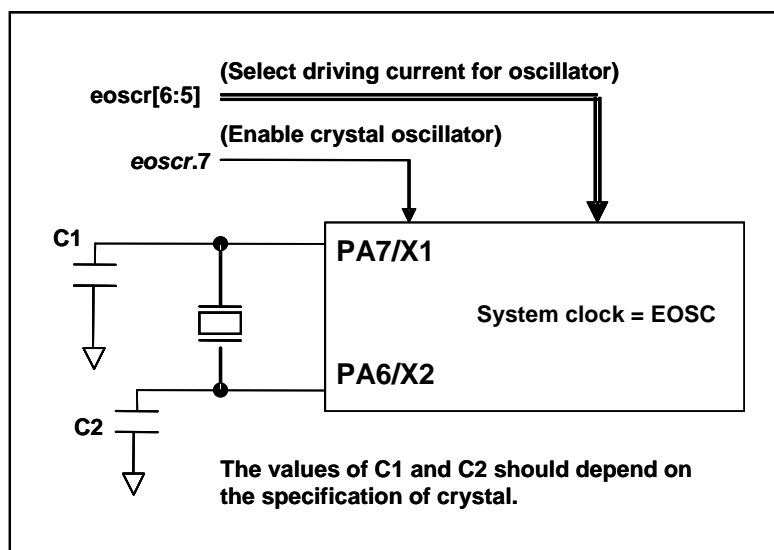 (Select driving current for oscillator)
eoscr[6:5]
(Enable crystal oscillator)
eoscr.7
C1
PA7/X1
System clock = EOSC
PA6/X2
C2
The values of C1 and C2 should depend on
the specification of crystal.